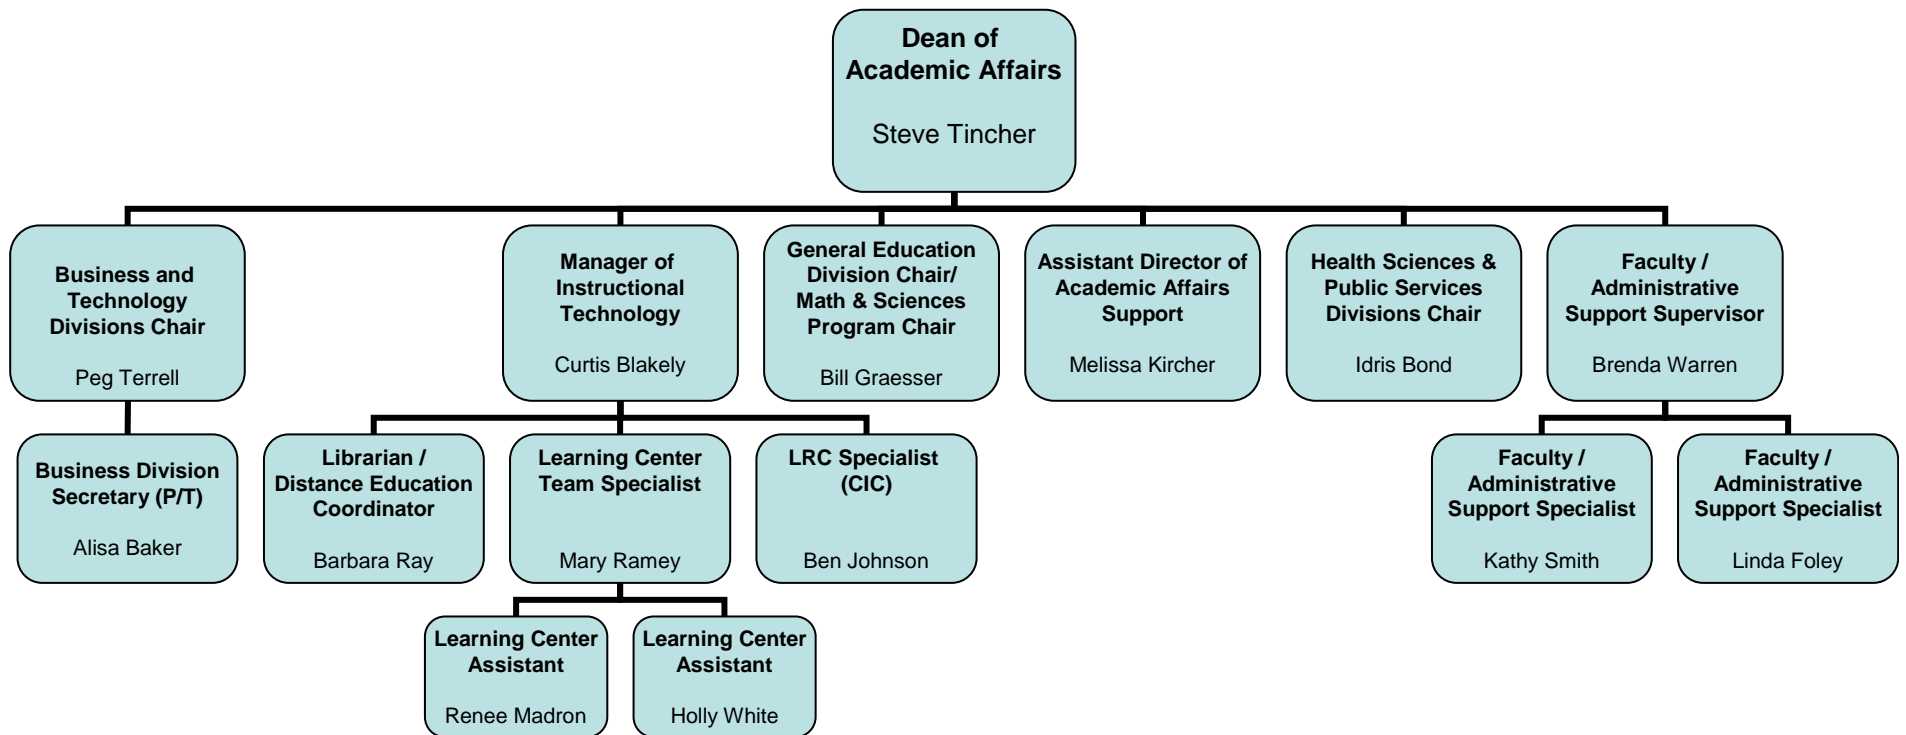 Dean of
Academic Affairs
Steve Tincher
Business and
Technology
Divisions Chair
Peg Terrell
Manager of
Instructional
Technology
Curtis Blakely
General Education
Division Chair/
Math & Sciences
Program Chair
Bill Graesser
Assistant Director of
Academic Affairs
Support
Melissa Kircher
Health Sciences &
Public Services
Divisions Chair
Idris Bond
Faculty /
Administrative
Support Supervisor
Brenda Warren
Business Division
Secretary (P/T)
Alisa Baker
Librarian /
Distance Education
Coordinator
Barbara Ray
Learning Center
Team Specialist
Mary Ramey
LRC Specialist
(CIC)
Ben Johnson
Faculty /
Administrative
Support Specialist
Kathy Smith
Faculty /
Administrative
Support Specialist
Linda Foley
Learning Center
Assistant
Renee Madron
Learning Center
Assistant
Holly White